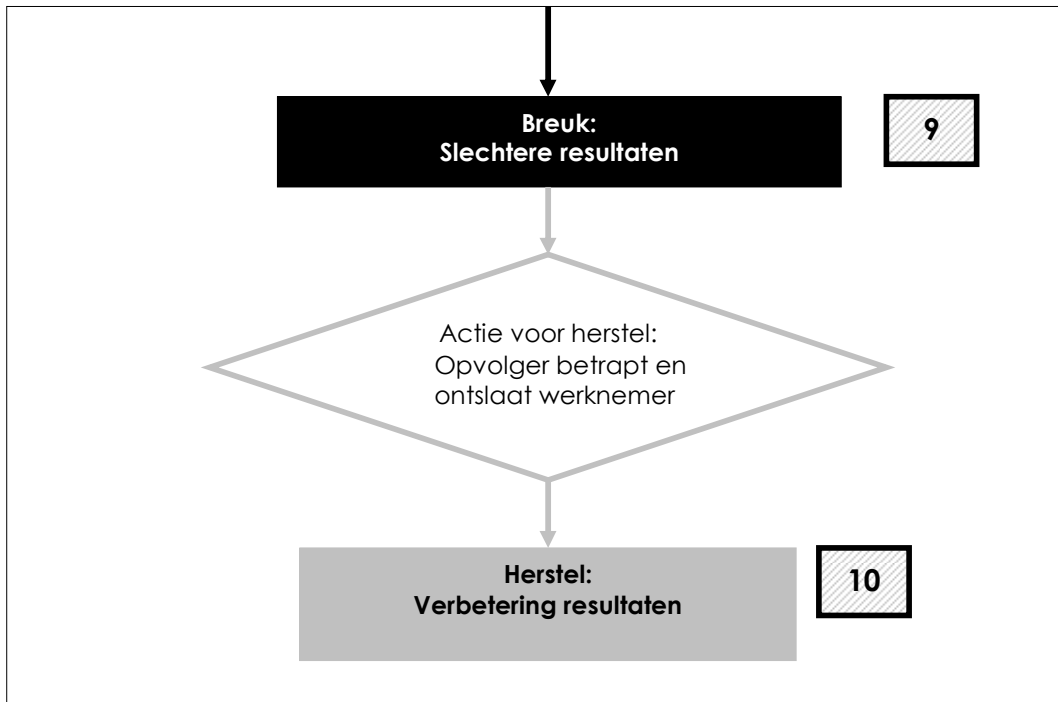 Breuk:
Slechtere resultaten
9
Actie voor herstel:
Opvolger betrapt en
ontslaat werknemer
Herstel:
Verbetering resultaten
10